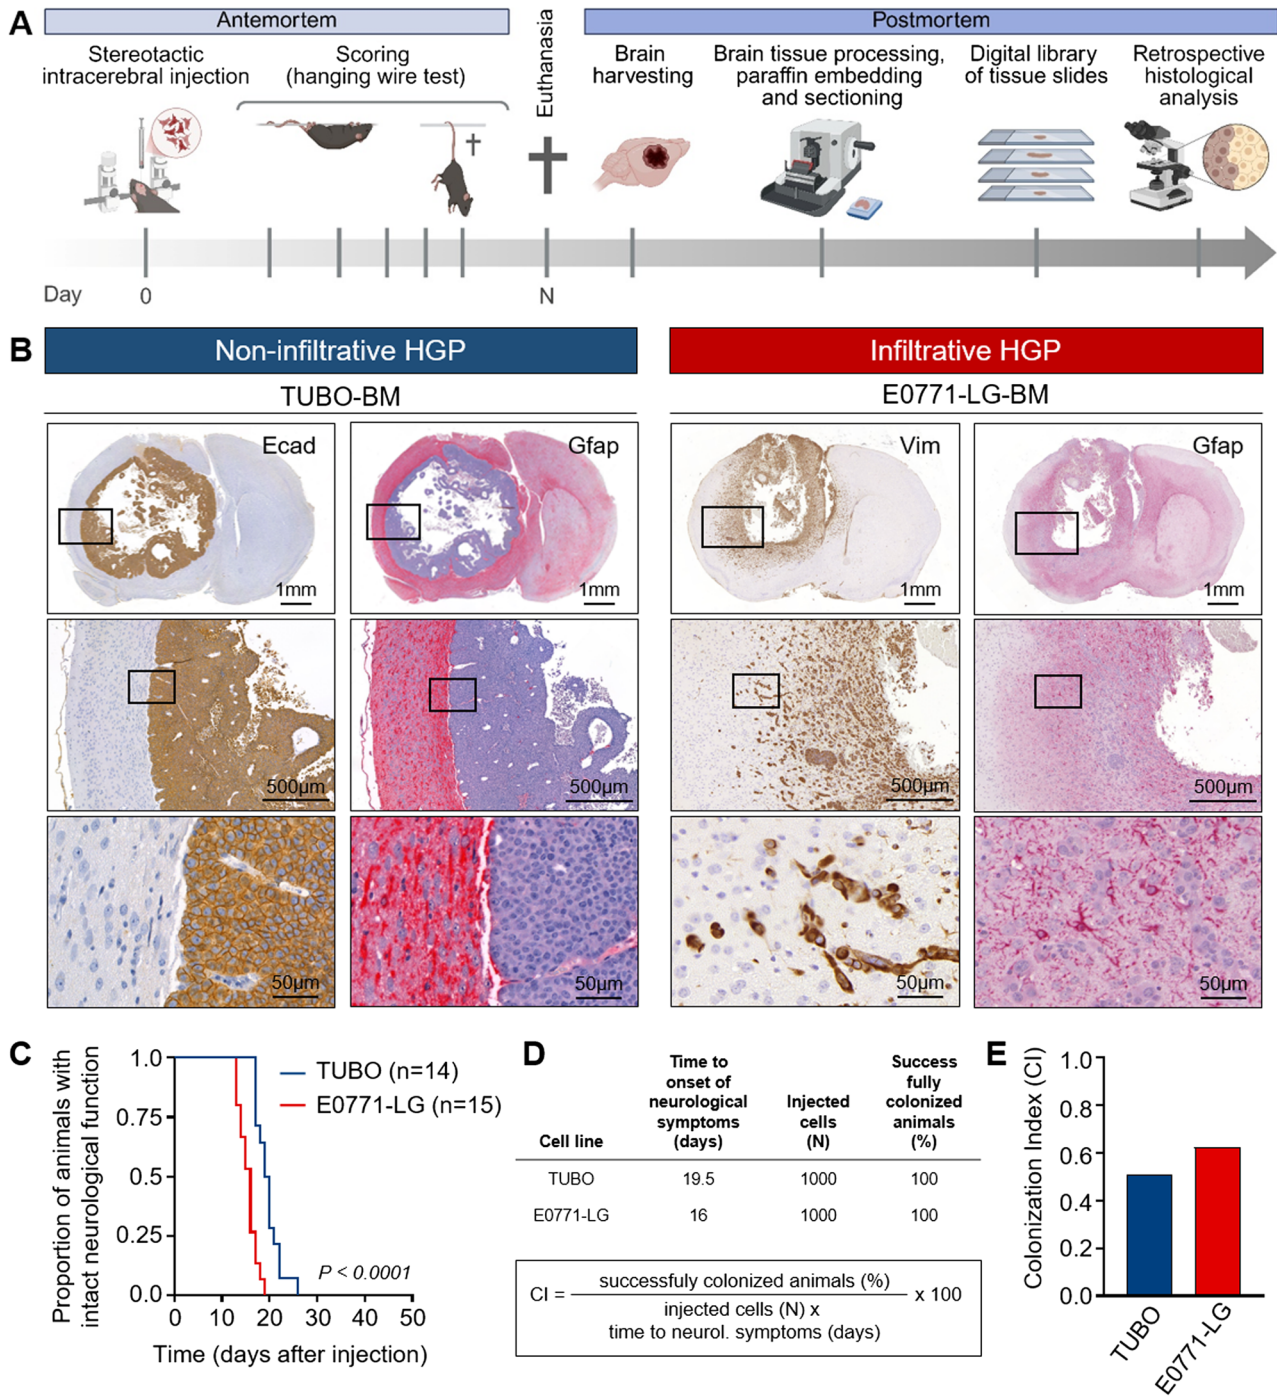 A
Antemortem
Euthanasia
Postmortem
Stereotactic
intracerebral injection
Scoring
(hanging wire test)
Brain
harvesting
Brain tissue processing,
paraffin embedding
and sectioning
Digital library
of tissue slides
Retrospective
histological
analysis
Day
0
N
B
Non-infiltrative HGP
Infiltrative HGP
TUBO-BM
E0771-LG-BM
Ecad
1mm
Gfap
1mm
Vim
1mm
Gfap
1mm
500µm
500µm
500µm
500µm
50µm
50µm
50µm
50µm
C
Proportion of animals with
intact neurological function
1.0
0.75
0.5
0.25
0.0
TUBO (n=14)
E0771-LG (n=15)
P < 0.0001
0 10 20 30 40 50
Time (days after injection)
D
Cell line
Time to
onset of
neurological
symptoms
(days)
Injected
cells
(N)
Success
fully
colonized
animals
(%)
TUBO 19.5 1000 100
E0771-LG 16 1000 100
CI =
successfuly colonized animals (%)
injected cells (N) x
time to neurol. symptoms (days)
x 100
E
Colonization Index (CI)
1.0
0.8
0.6
0.4
0.2
0.0
TUBO
E0771-LG